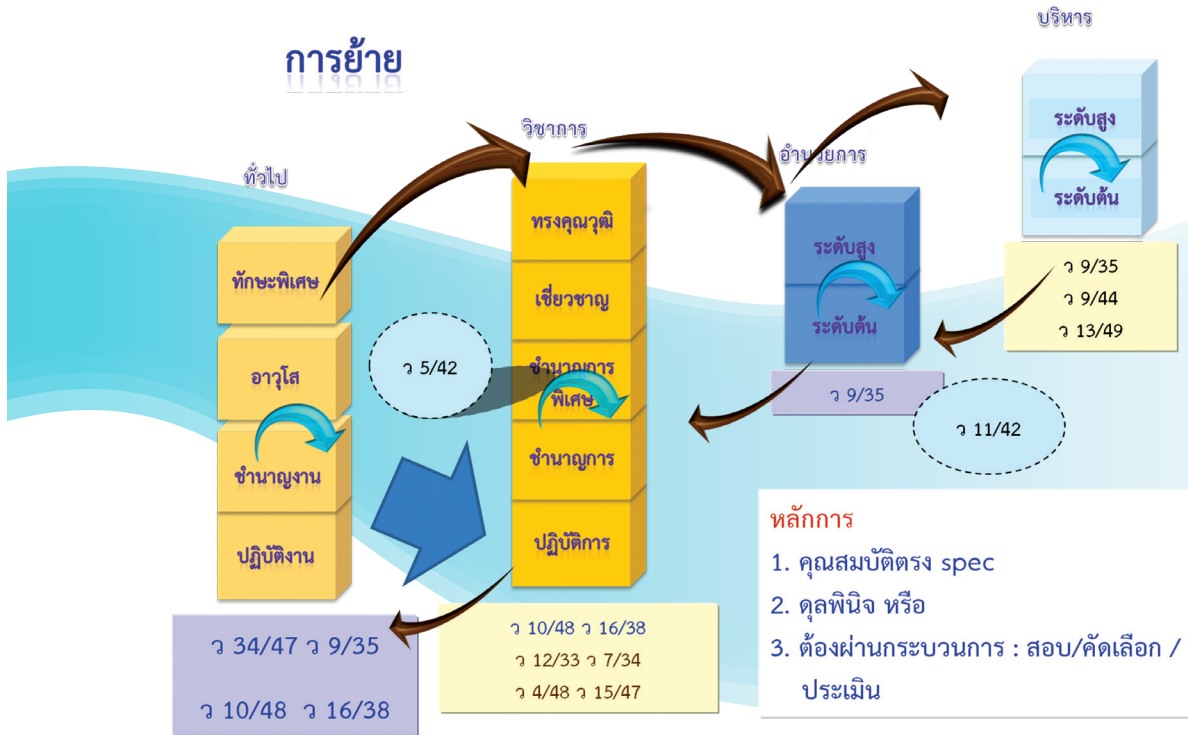 การย้าย
ทั่วไป
ทักษะพิเศษ
อาวุโส
ชำนาญงาน
ปฏิบัติงาน
ว 34/47 ว 9/35
ว 10/48 ว 16/38
ว 5/42
วิชาการ
ทรงคุณวุฒิ
เชี่ยวชาญ
ชำนาญการ
พิเศษ
ชำนาญการ
ปฏิบัติการ
ว 10/48 ว 16/38
ว 12/33 ว 7/34
ว 4/48 ว 15/47
อำนวยการ
ระดับสูง
ระดับต้น
ว 9/35
ว 11/42
บริหาร
ระดับสูง
ระดับต้น
ว 9/35
ว 9/44
ว 13/49
หลักการ
1. คุณสมบัติตรง spec
2. ดุลพินิจ หรือ
3. ต้องผ่านกระบวนการ : สอบ/คัดเลือก /
ประเมิน